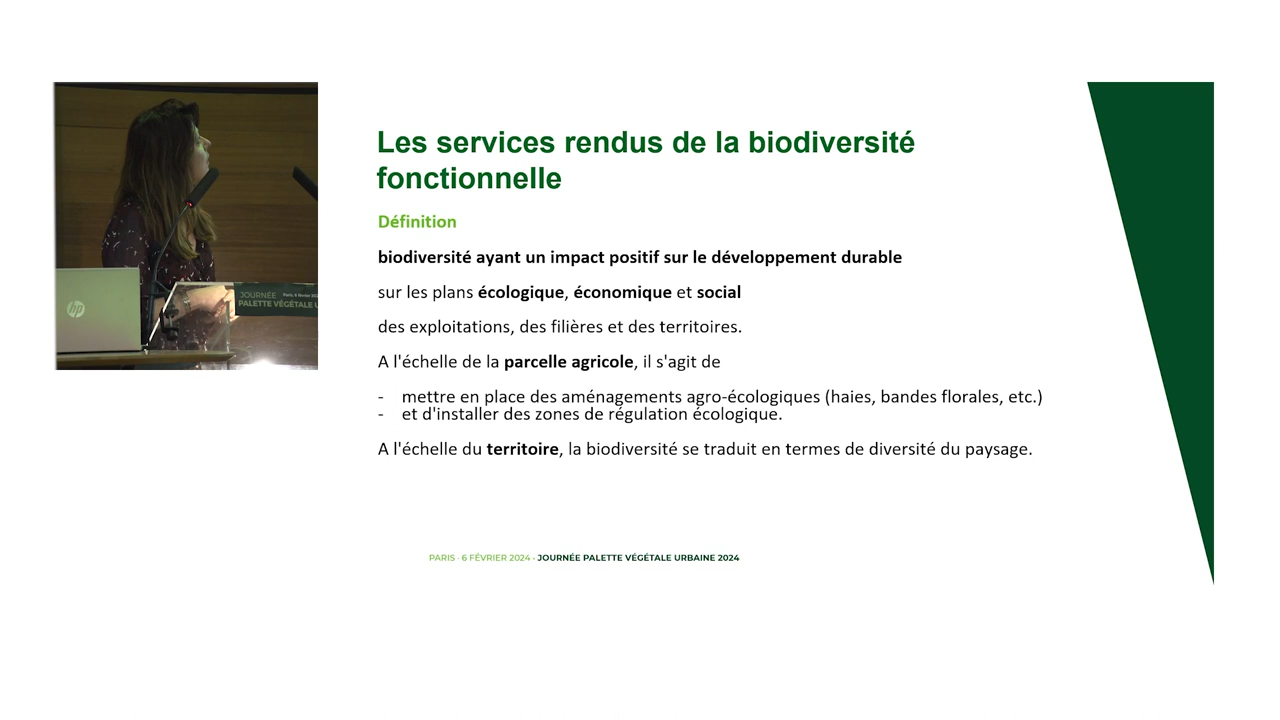 Les services rendus de la biodiversité
fonctionnelle
Définition
biodiversité ayant un impact positif sur le développement durable
sur les plans écologique, économique et social
des exploitations, des filières et des territoires.
A l'échelle de la parcelle agricole, il s'agit de
- mettre en place des aménagements agro-écologiques (haies, bandes florales, etc.)
- et d'installer des zones de régulation écologique.
A l'échelle du territoire, la biodiversité se traduit en termes de diversité du paysage.
PARIS · 6 FÉVRIER 2024 - JOURNÉE PALETTE VÉGÉTALE URBAINE 2024
hp
JOURNÉE Paris, 6 février
PALETTE VÉGÉTALE U